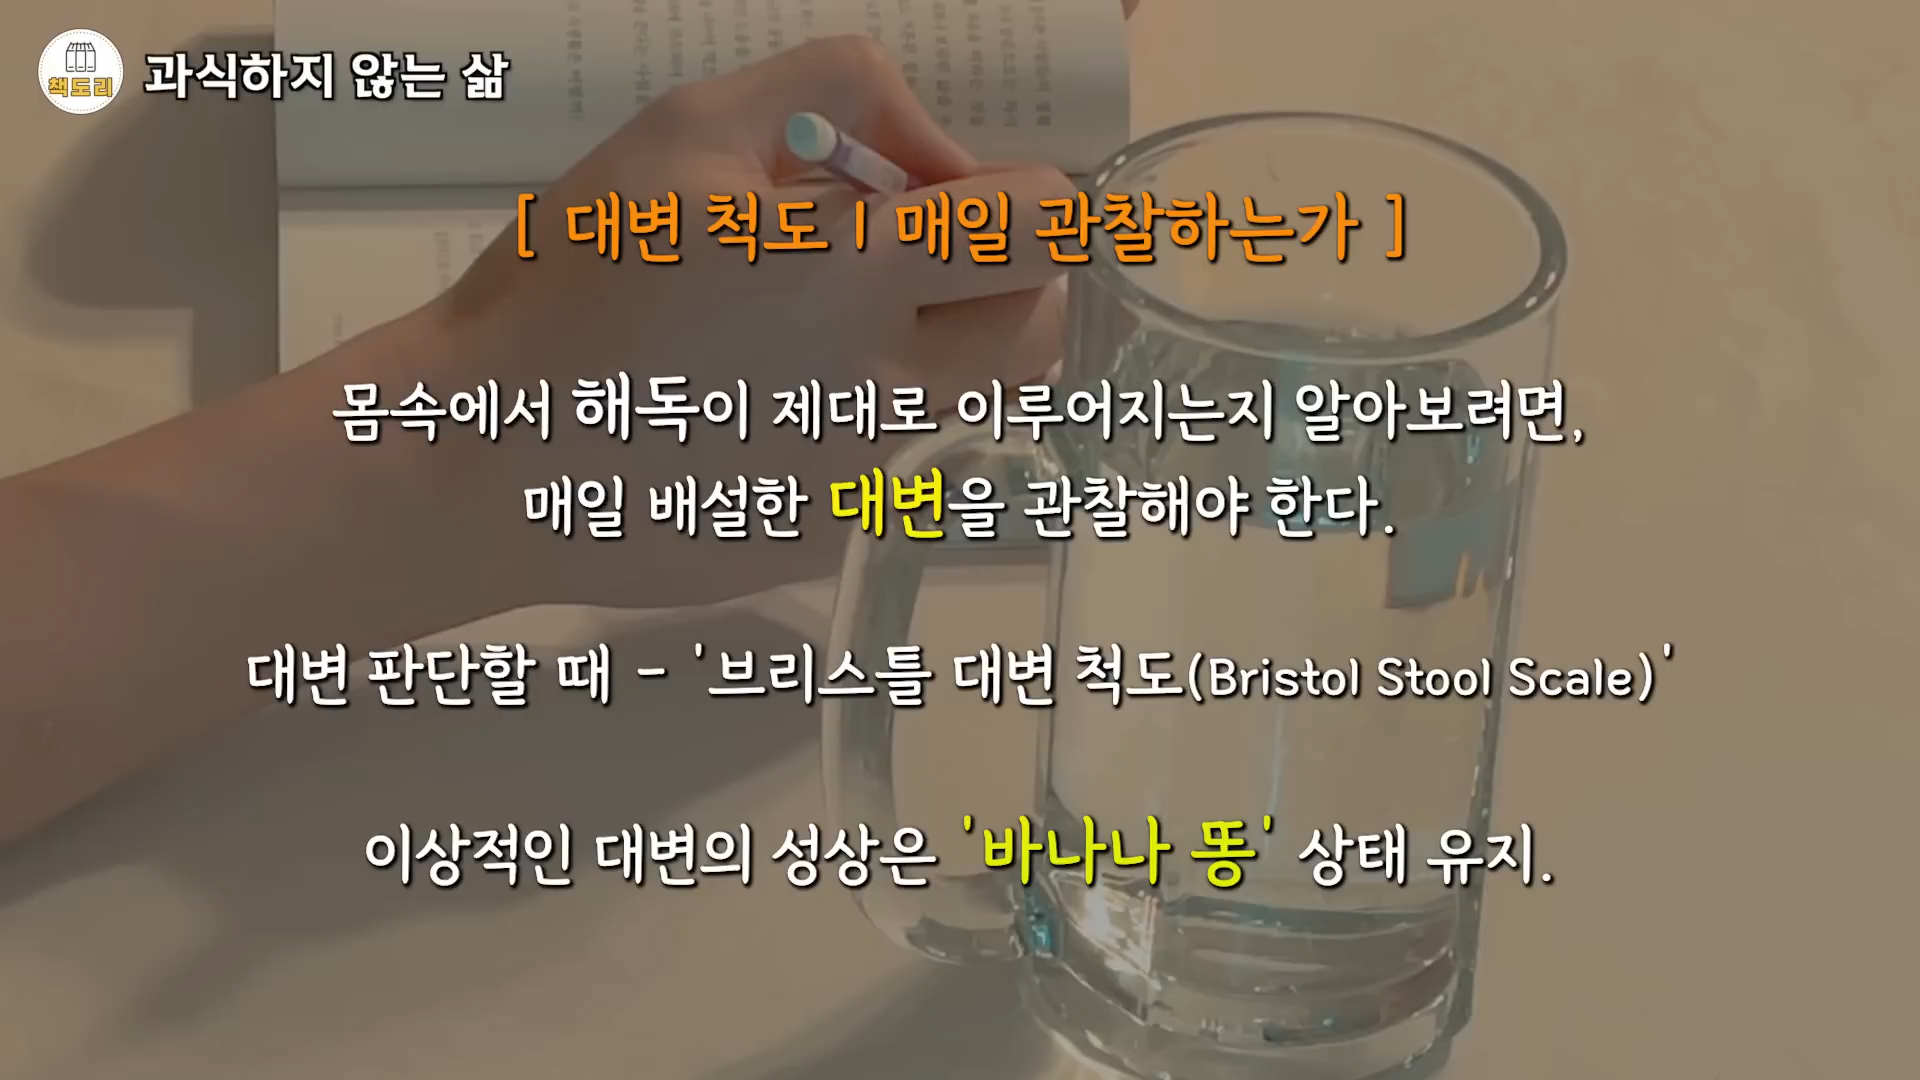 책도리
과식하지 않는 삶
[ 대변 척도 I 매일 관찰하는가 ]
몸속에서 해독이 제대로 이루어지는지 알아보려면,
매일 배설한 대변을 관찰해야 한다.
대변 판단할 때 - '브리스톨 대변 척도(Bristol Stool Scale)'
이상적인 대변의 성상은 '바나나 똥' 상태 유지.